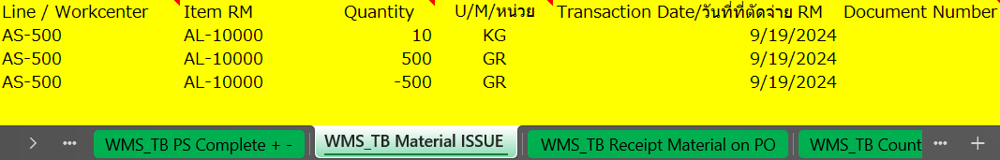 Line / Workcenter Item RM Quantity U/M/หน่วย Transaction Date/วันที่ที่ตัดจ่าย RM Document Number
AS-500 AL-10000 10 KG 9/19/2024
AS-500 AL-10000 500 GR 9/19/2024
AS-500 AL-10000 -500 GR 9/19/2024
WMS_TB PS Complete + - WMS_TB Material ISSUE WMS_TB Receipt Material on PO WMS_TB Count